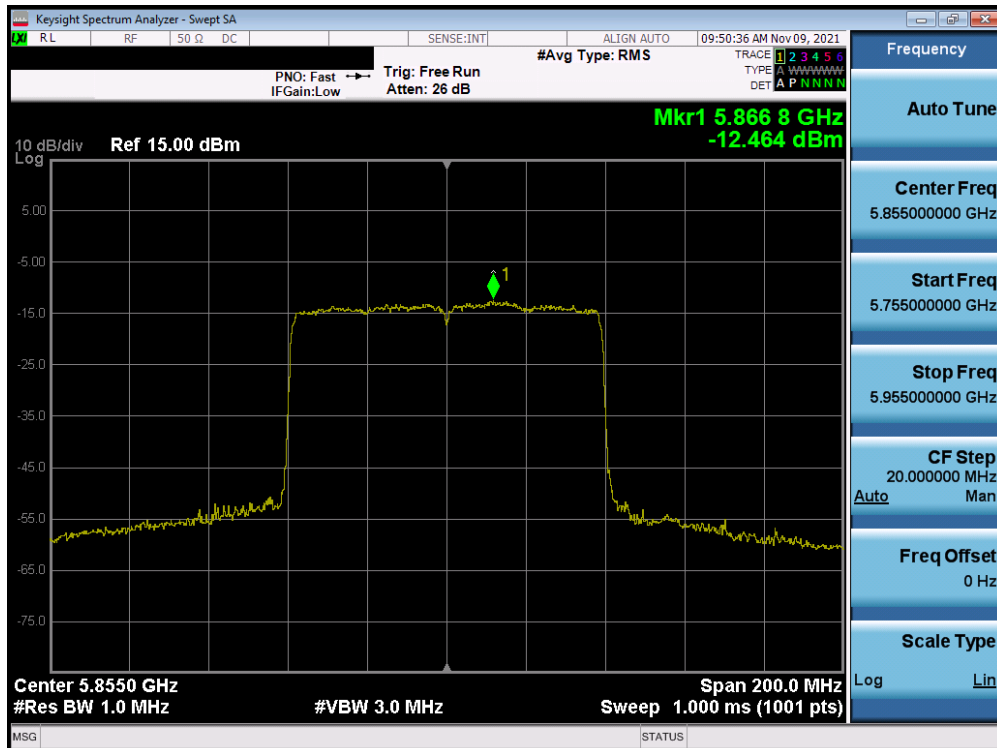 Keysight Spectrum Analyzer - Swept SA
LXI RL RF 50 Ω DC SENSE:INT ALIGN AUTO 09:50:36 AM Nov 09, 2021
Frequency
PNO: Fast
IFGain:Low
Trig: Free Run
Atten: 26 dB
#Avg Type: RMS
TRACE 1 2 3 4 5 6
TYPE A WWWWWW
DET A P N N N N
Mkr1 5.866 8 GHz
-12.464 dBm
10 dB/div Ref 15.00 dBm
Log
5.00
-5.00
-15.0
-25.0
-35.0
-45.0
-55.0
-65.0
-75.0
1
Center 5.8550 GHz Span 200.0 MHz
#Res BW 1.0 MHz #VBW 3.0 MHz Sweep 1.000 ms (1001 pts)
MSG STATUS
Auto Tune
Center Freq
5.855000000 GHz
Start Freq
5.755000000 GHz
Stop Freq
5.955000000 GHz
CF Step
20.000000 MHz
Auto Man
Freq Offset
0 Hz
Scale Type
Log Lin